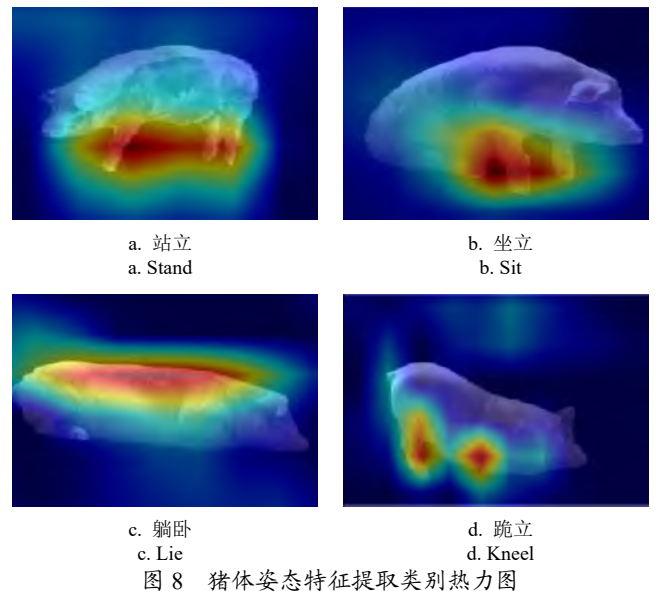 a. 站立
a. Stand
b. 坐立
b. Sit
c. 躺卧
c. Lie
d. 跪立
d. Kneel
图 8 猪体姿态特征提取类别热力图